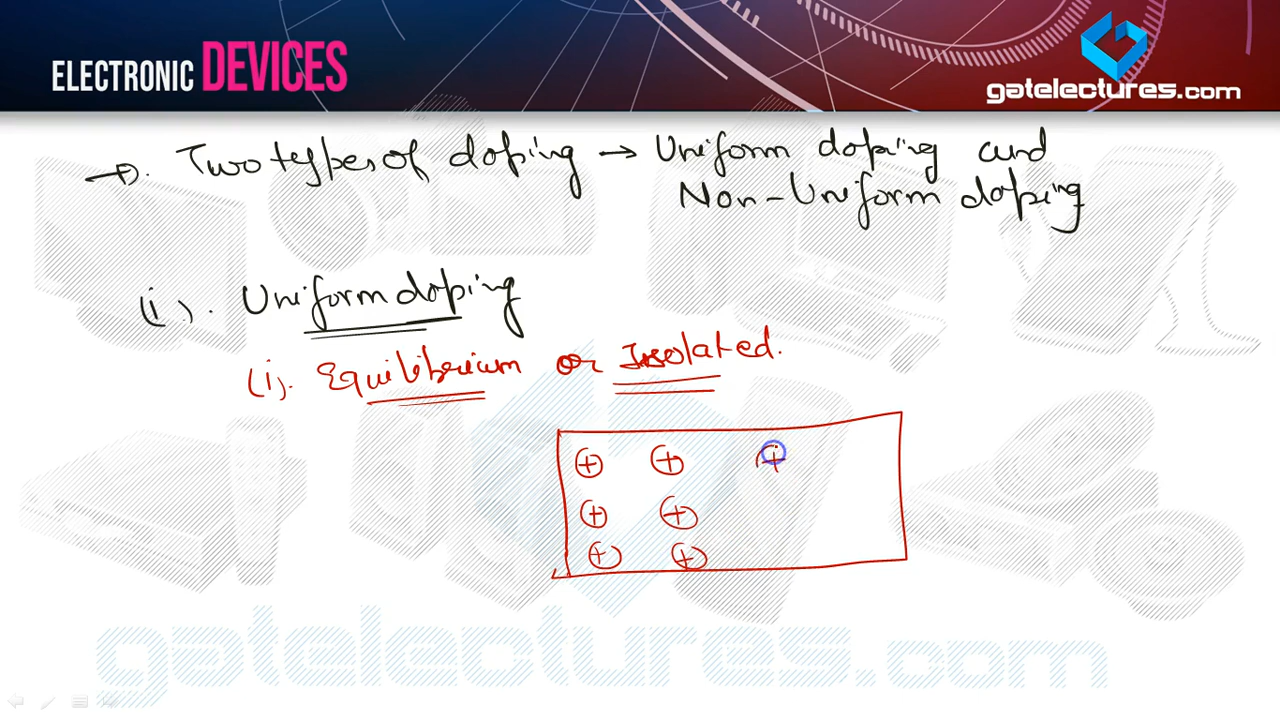 ELECTRONIC DEVICES
gatelectures.com
→ Two types of doping → Uniform doping and
Non-Uniform doping
(i). Uniform doping
(i). Equilibrium or Isolated.
+ + +
+ +
+ +
gatelectures.com